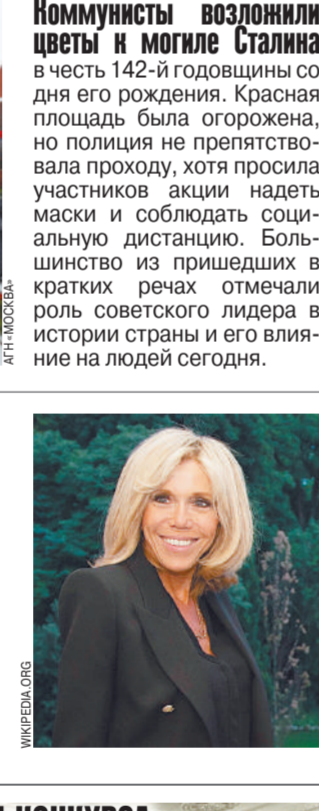 Коммунисты возложили
цветы к могиле Сталина
в честь 142-й годовщины со
дня его рождения. Красная
площадь была огорожена,
но полиция не препятство-
вала проходу, хотя просила
участников акции надеть
маски и соблюдать соци-
альную дистанцию. Боль-
шинство из пришедших в
кратких речах отмечали
роль советского лидера в
истории страны и его влия-
ние на людей сегодня.
АГН «МОСКВА»
WIKIPEDIA.ORG